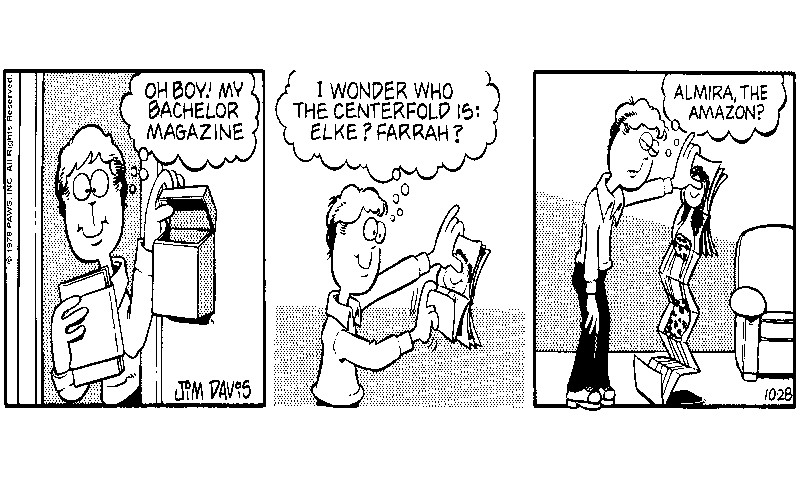 © 1978 PAWS, INC. All Rights Reserved.
OH BOY! MY
BACHELOR
MAGAZINE
JIM DAVIS
I WONDER WHO
THE CENTERFOLD IS:
ELKE? FARRAH?
ALMIRA, THE
AMAZON?
10-28